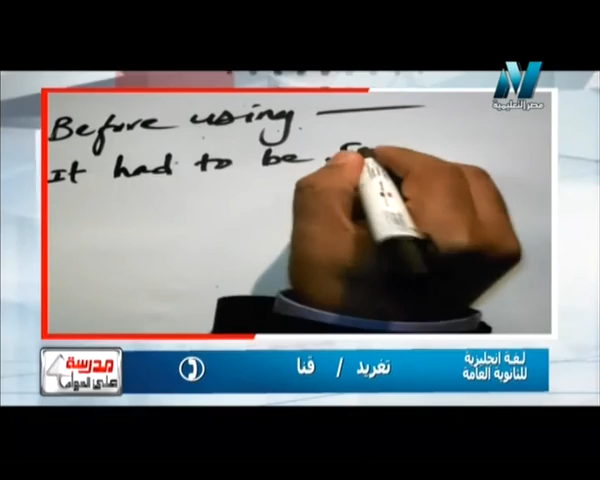 مصر التعليمية
Before using
It had to be
مدرسة
على الهواء
تغريد / قنا
لغة انجليزية
للثانوية العامة